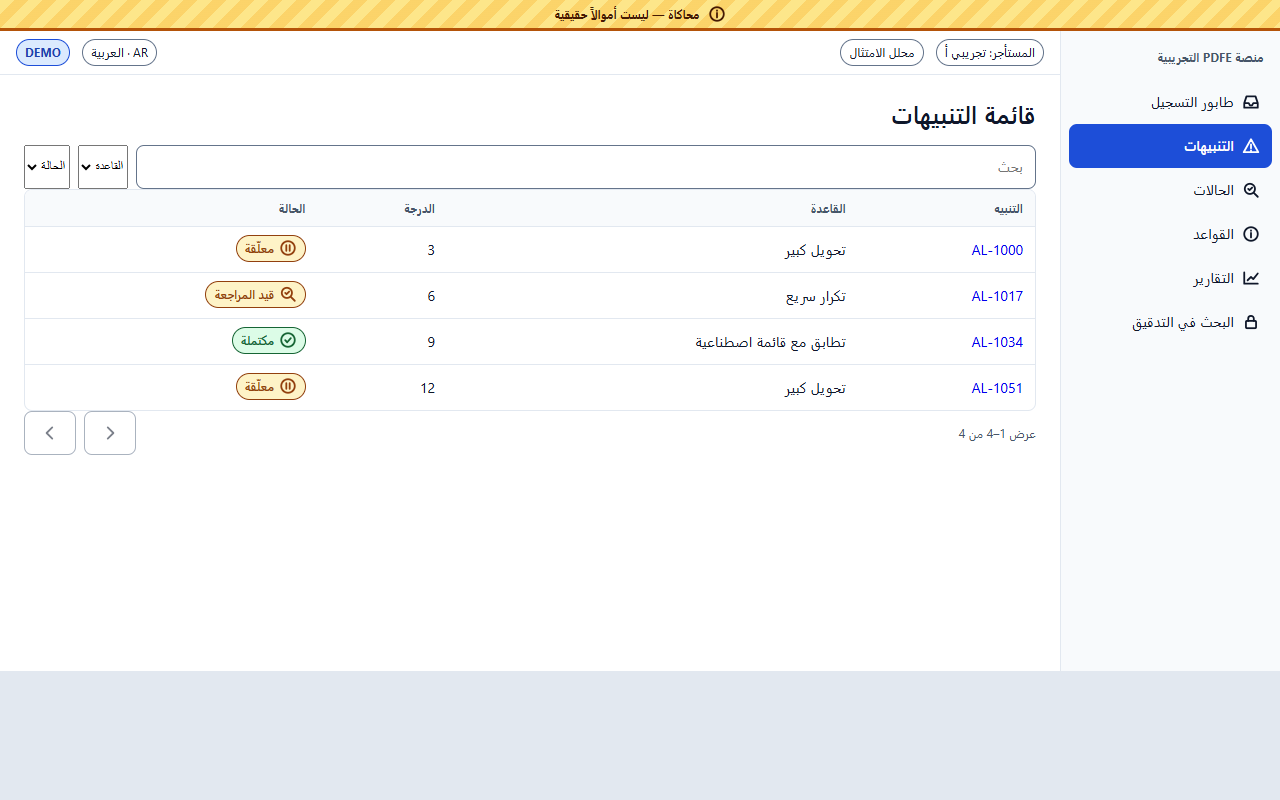 محاكاة — ليست أموالاً حقيقية
منصة PDFE التجريبية
طابور التسجيل
التنبيهات
الحالات
القواعد
التقارير
البحث في التدقيق
المستأجر: تجريبي أ
محلل الامتثال
AR · العربية
DEMO
قائمة التنبيهات
بحث
القاعدة
الحالة
التنبيه القاعدة الدرجة الحالة
AL-1000 تحويل كبير 3 معلّقة
AL-1017 تكرار سريع 6 قيد المراجعة
AL-1034 تطابق مع قائمة اصطناعية 9 مكتملة
AL-1051 تحويل كبير 12 معلّقة
عرض 1–4 من 4